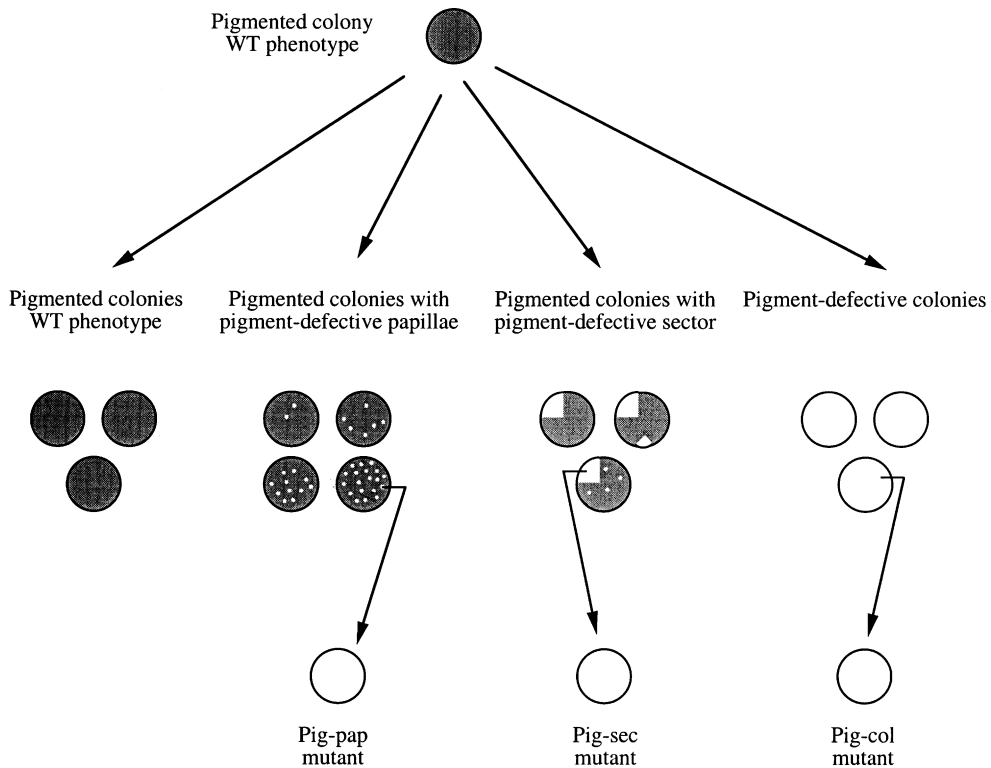 Pigmented colony
WT phenotype
Pigmented colonies
WT phenotype
Pigmented colonies with
pigment-defective papillae
Pigmented colonies with
pigment-defective sector
Pigment-defective colonies
Pig-pap
mutant
Pig-sec
mutant
Pig-col
mutant